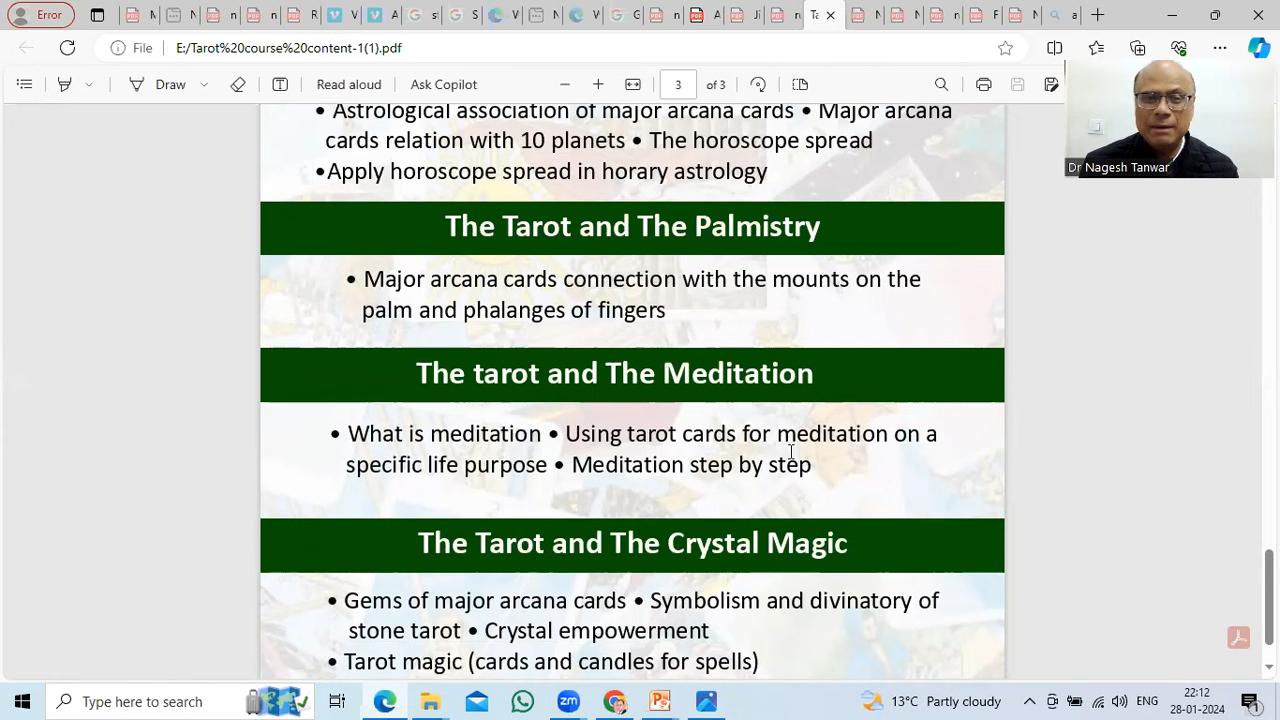 Error
Ta
File
E:/Tarot%20course%20content-1(1).pdf
Draw
Read aloud
Ask Copilot
3
of 3
Dr Nagesh Tanwar
• Astrological association of major arcana cards • Major arcana
cards relation with 10 planets • The horoscope spread
•Apply horoscope spread in horary astrology
The Tarot and The Palmistry
• Major arcana cards connection with the mounts on the
palm and phalanges of fingers
The tarot and The Meditation
• What is meditation • Using tarot cards for meditation on a
specific life purpose • Meditation step by step
The Tarot and The Crystal Magic
• Gems of major arcana cards • Symbolism and divinatory of
stone tarot • Crystal empowerment
• Tarot magic (cards and candles for spells)
Type here to search
13°C Partly cloudy
ENG
22:12
28-01-2024